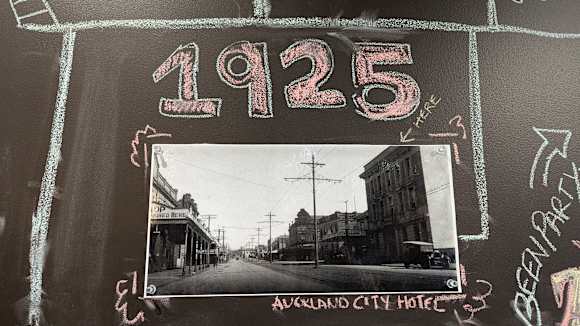 1925
HERE
AUCKLAND CITY HOTEL
BEEN PARTY